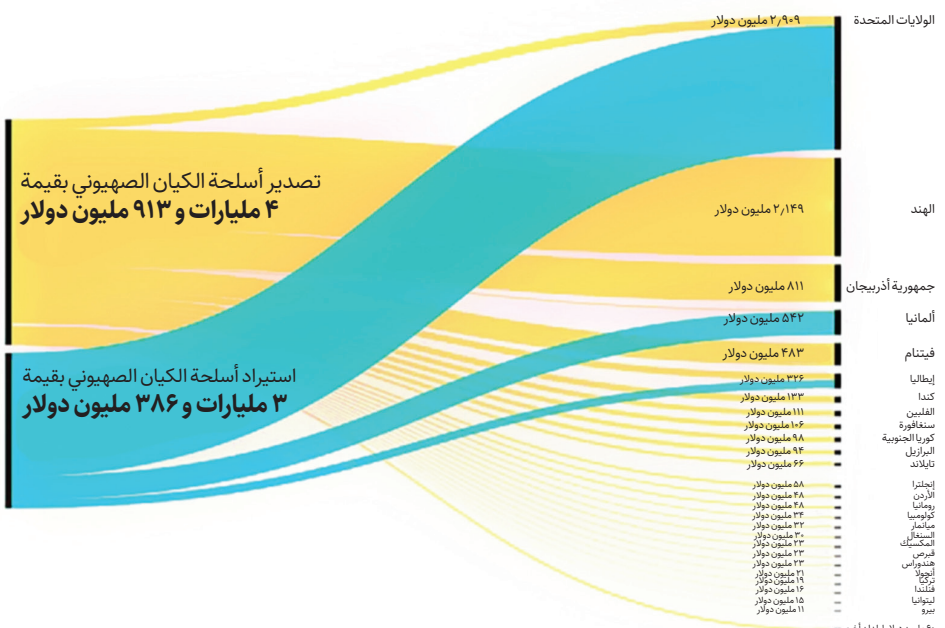 الولايات المتحدة
۲٫۹۰۹ مليون دولار
تصدير أسلحة الكيان الصهيوني بقيمة
۴ مليارات و ۹۱۳ مليون دولار
الهند
۲٫۱۴۹ مليون دولار
جمهورية أذربيجان
۸۱۱ مليون دولار
ألمانيا
۵۴۲ مليون دولار
فيتنام
۴۸۳ مليون دولار
استيراد أسلحة الكيان الصهيوني بقيمة
۳ مليارات و ۳۸۶ مليون دولار
إيطاليا
۳۲۶ مليون دولار
كندا
۱۳۳ مليون دولار
الفلبين
۱۱۱ مليون دولار
سنغافورة
۱۰۶ مليون دولار
كوريا الجنوبية
۹۸ مليون دولار
البرازيل
۹۴ مليون دولار
تايلاند
۶۶ مليون دولار
إنجلترا
۵۸ مليون دولار
الأردن
۴۸ مليون دولار
رومانيا
۴۸ مليون دولار
كولومبيا
۳۴ مليون دولار
ميانمار
۳۲ مليون دولار
السنغال
۳۰ مليون دولار
المكسيك
۲۳ مليون دولار
قبرص
۲۳ مليون دولار
هندوراس
۲۳ مليون دولار
أنجولا
۲۱ مليون دولار
تركيا
۱۹ مليون دولار
فنلندا
۱۶ مليون دولار
ليتوانيا
۱۵ مليون دولار
بيرو
۱۱ مليون دولار